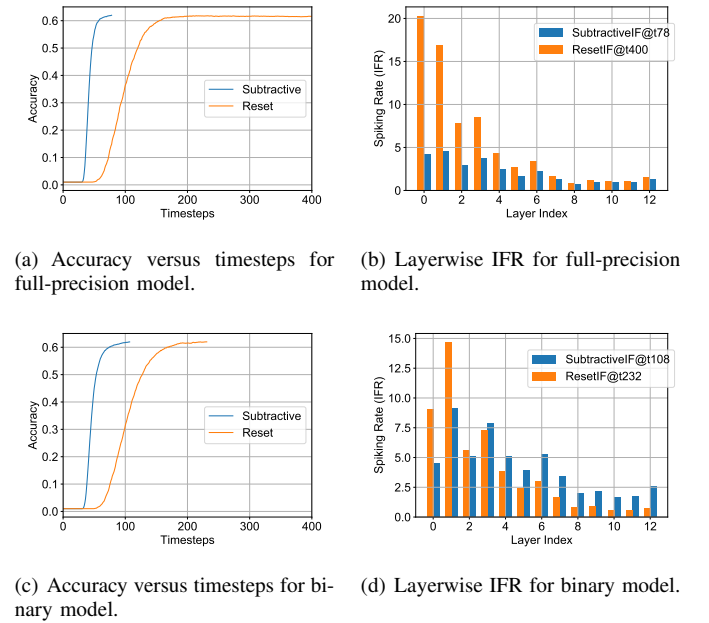 0.6
0.5
0.4
0.3
0.2
0.1
0.0
Accuracy
Subtractive
Reset
0 100 200 300 400
Timesteps
20
15
10
5
0
Spiking Rate (IFR)
SubtractiveIF@t78
ResetIF@t400
0 2 4 6 8 10 12
Layer Index
(a) Accuracy versus timesteps for
full-precision model.
(b) Layerwise IFR for full-precision
model.
0.6
0.5
0.4
0.3
0.2
0.1
0.0
Accuracy
Subtractive
Reset
0 100 200 300 400
Timesteps
15.0
12.5
10.0
7.5
5.0
2.5
0.0
Spiking Rate (IFR)
SubtractiveIF@t108
ResetIF@t232
0 2 4 6 8 10 12
Layer Index
(c) Accuracy versus timesteps for bi-
nary model.
(d) Layerwise IFR for binary model.